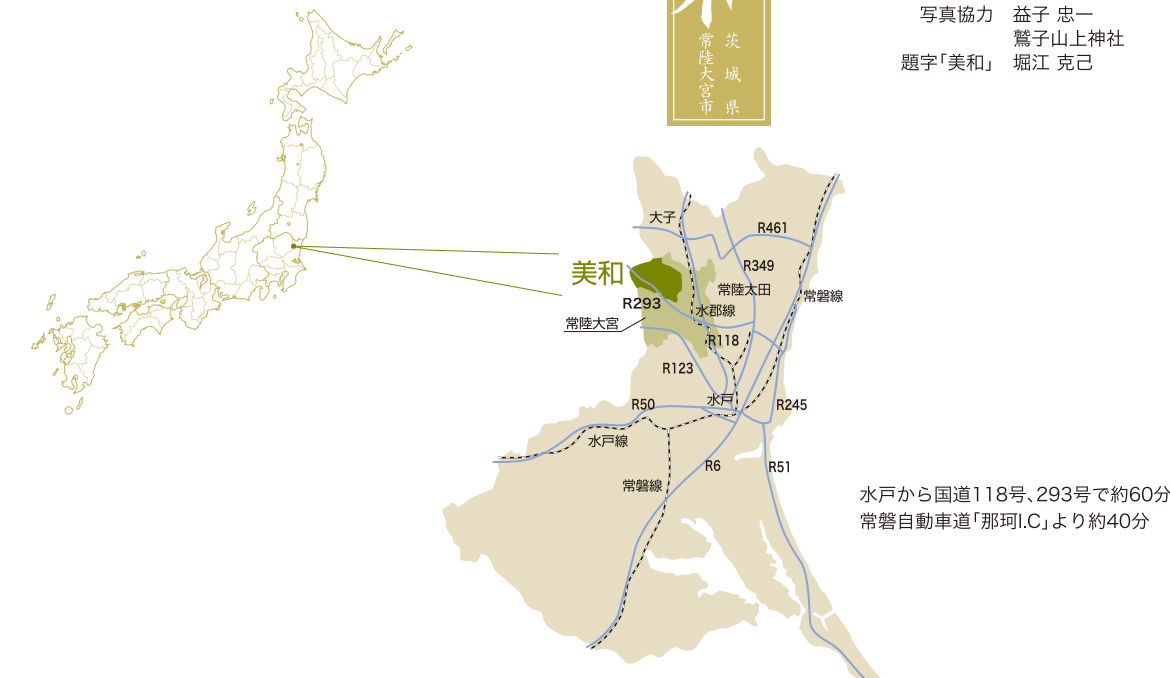 茨城県
常陸大宮市
写真協力 益子 忠一
鷲子山上神社
題字「美和」 堀江 克己
大子
R461
R349
美和
常陸太田
常磐線
R293
水郡線
常陸大宮
R118
R123
水戸
R50
R245
水戸線
R6
R51
常磐線
水戸から国道118号、293号で約60分
常磐自動車道「那珂I.C」より約40分